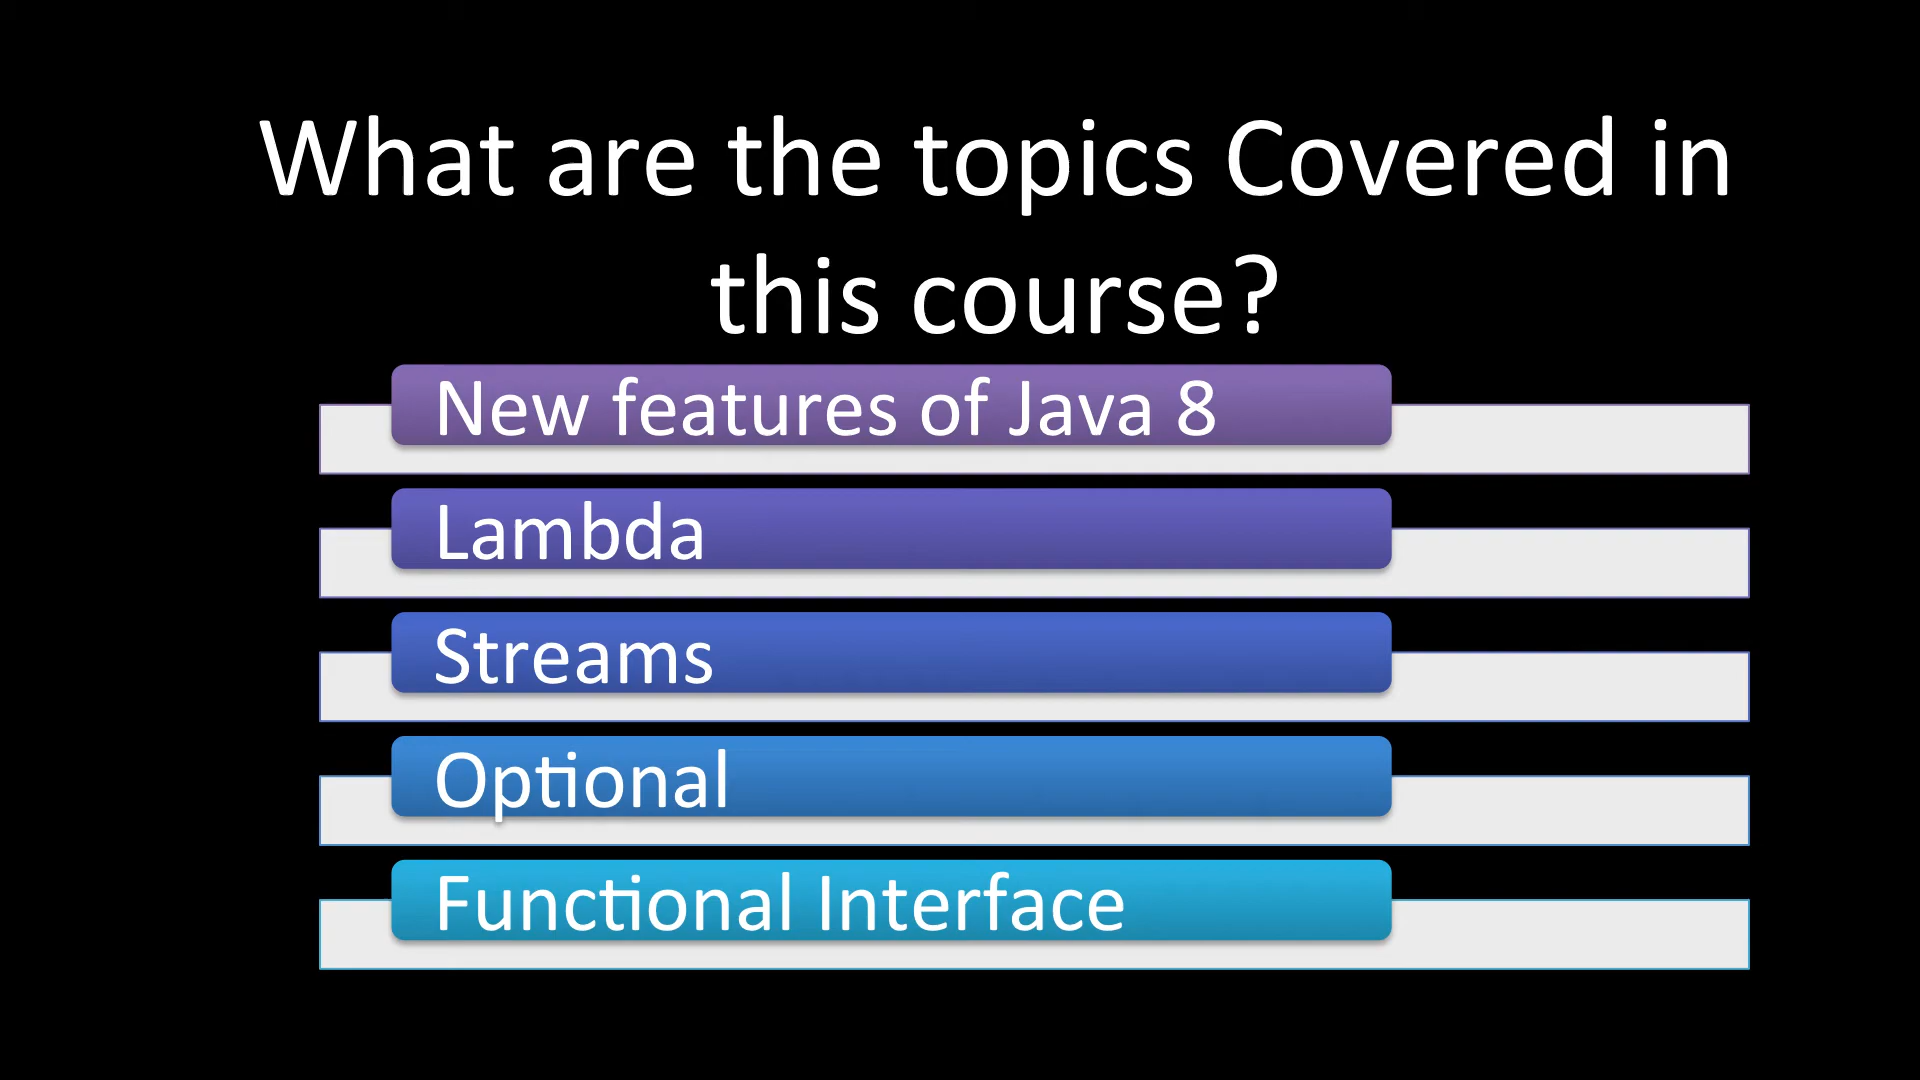 What are the topics Covered in
this course?
New features of Java 8
Lambda
Streams
Optional
Functional Interface